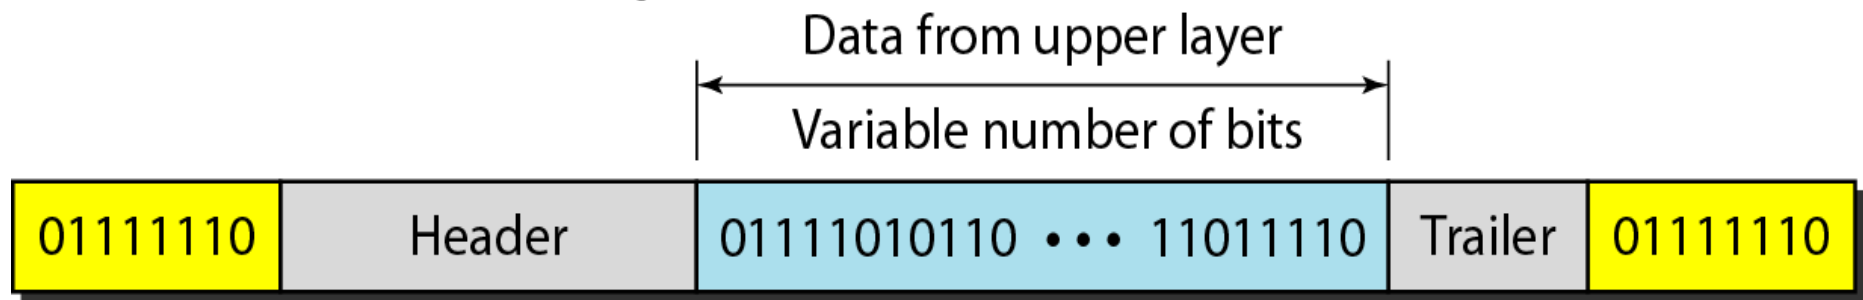 Data from upper layer
Variable number of bits
01111110 Header 01111010110 ••• 11011110 Trailer 01111110